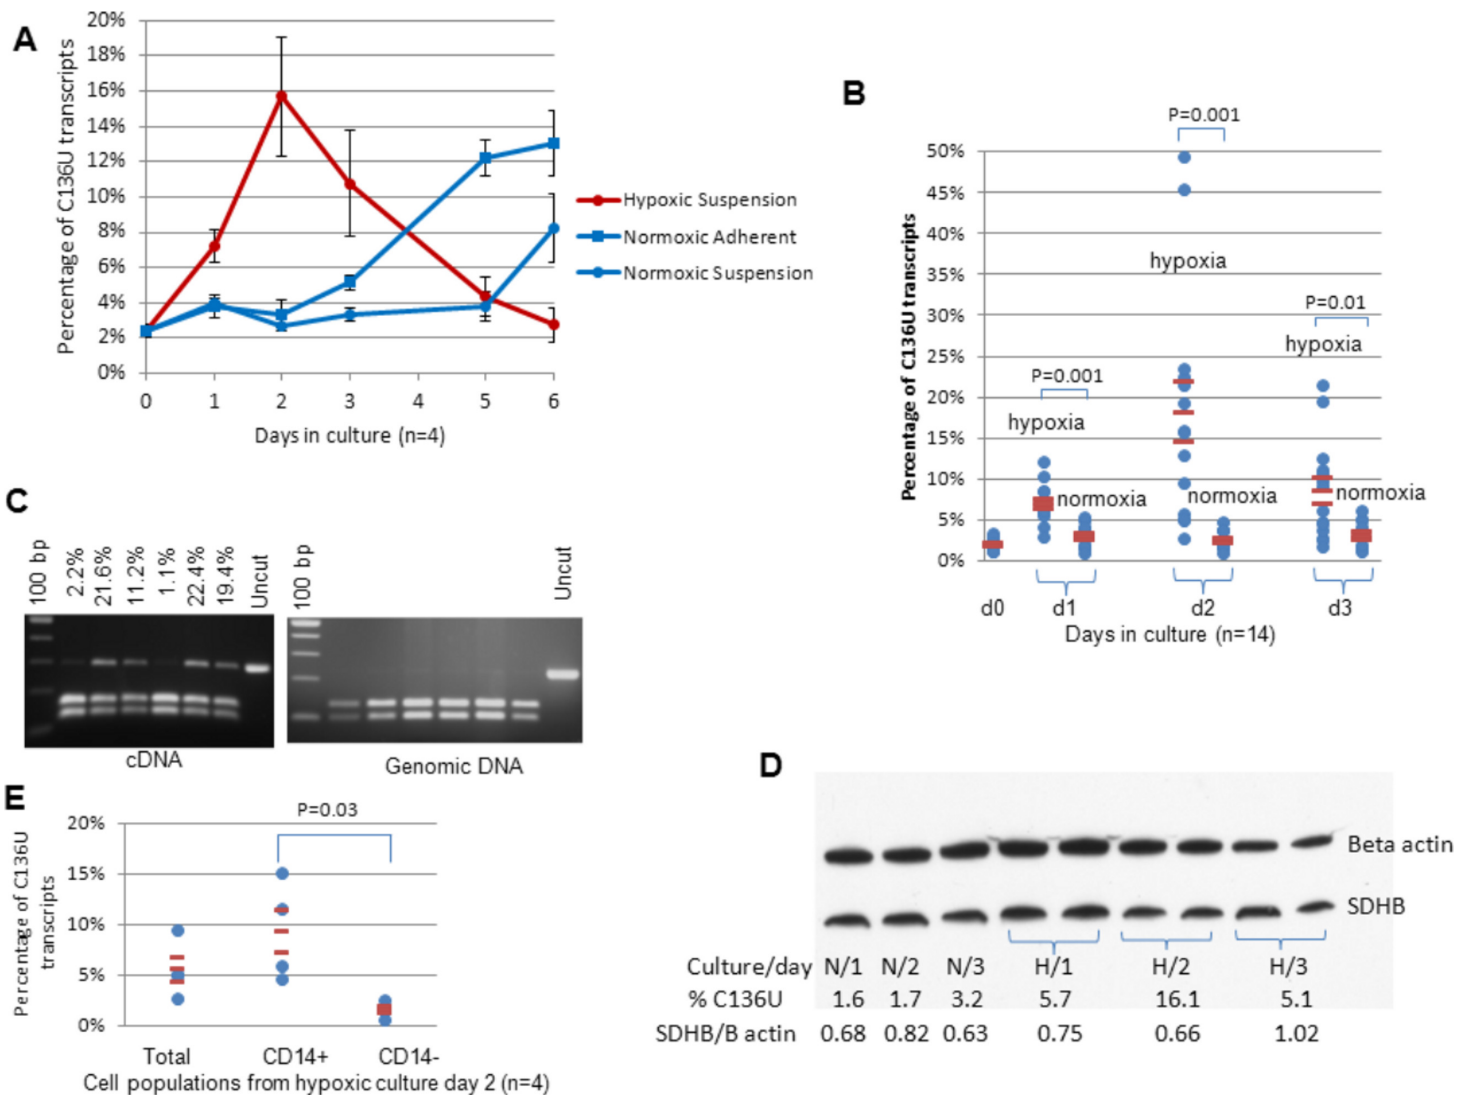 A
20%
18%
16%
14%
12%
10%
8%
6%
4%
2%
0%
Percentage of C136U transcripts
0 1 2 3 4 5 6
Days in culture (n=4)
Hypoxic Suspension
Normoxic Adherent
Normoxic Suspension
B
P=0.001
50%
45%
40%
35%
30%
25%
20%
15%
10%
5%
0%
Percentage of C136U transcripts
hypoxia
P=0.01
hypoxia
P=0.001
hypoxia
normoxia
normoxia
normoxia
d0 d1 d2 d3
Days in culture (n=14)
C
100 bp
2.2%
21.6%
11.2%
1.1%
22.4%
19.4%
Uncut
100 bp
Uncut
cDNA
Genomic DNA
D
Beta actin
SDHB
Culture/day N/1 N/2 N/3 H/1 H/2 H/3
% C136U 1.6 1.7 3.2 5.7 16.1 5.1
SDHB/B actin 0.68 0.82 0.63 0.75 0.66 1.02
E
P=0.03
20%
15%
10%
5%
0%
Percentage of C136U
transcripts
Total CD14+ CD14-
Cell populations from hypoxic culture day 2 (n=4)